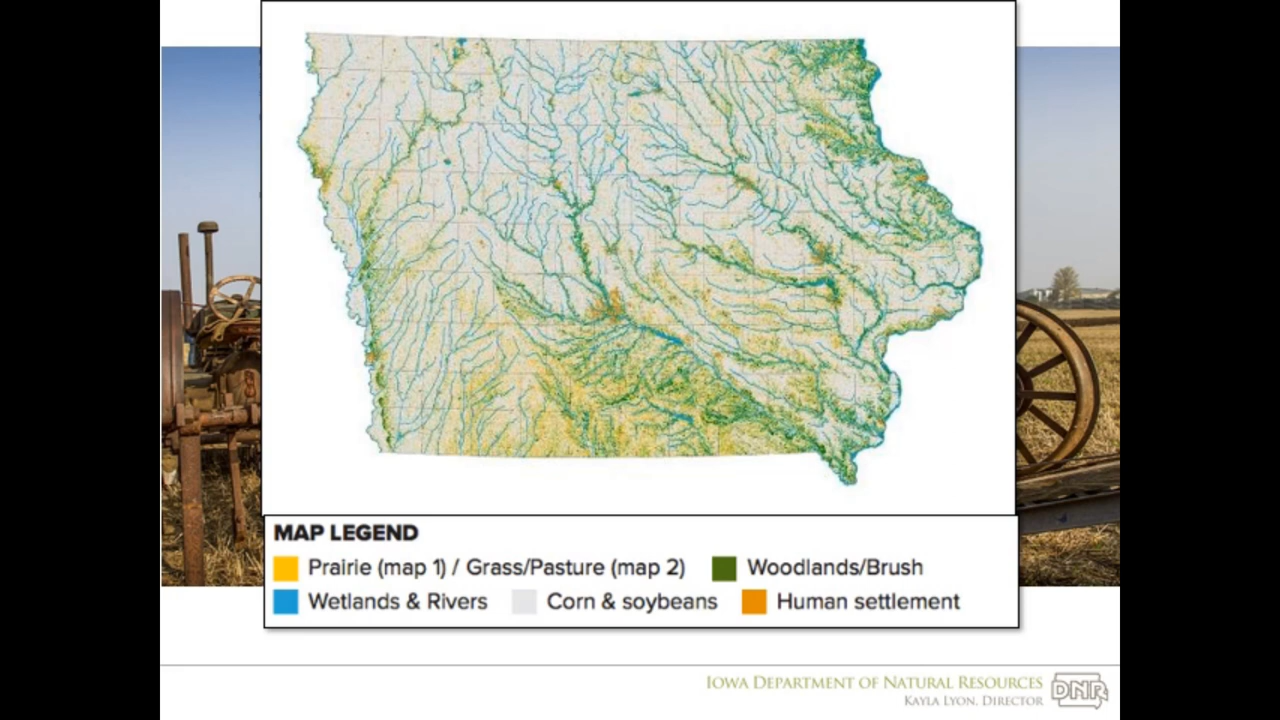 MAP LEGEND
Prairie (map 1) / Grass/Pasture (map 2) Woodlands/Brush
Wetlands & Rivers Corn & soybeans Human settlement
IOWA DEPARTMENT OF NATURAL RESOURCES
KAYLA LYON, DIRECTOR
DNR